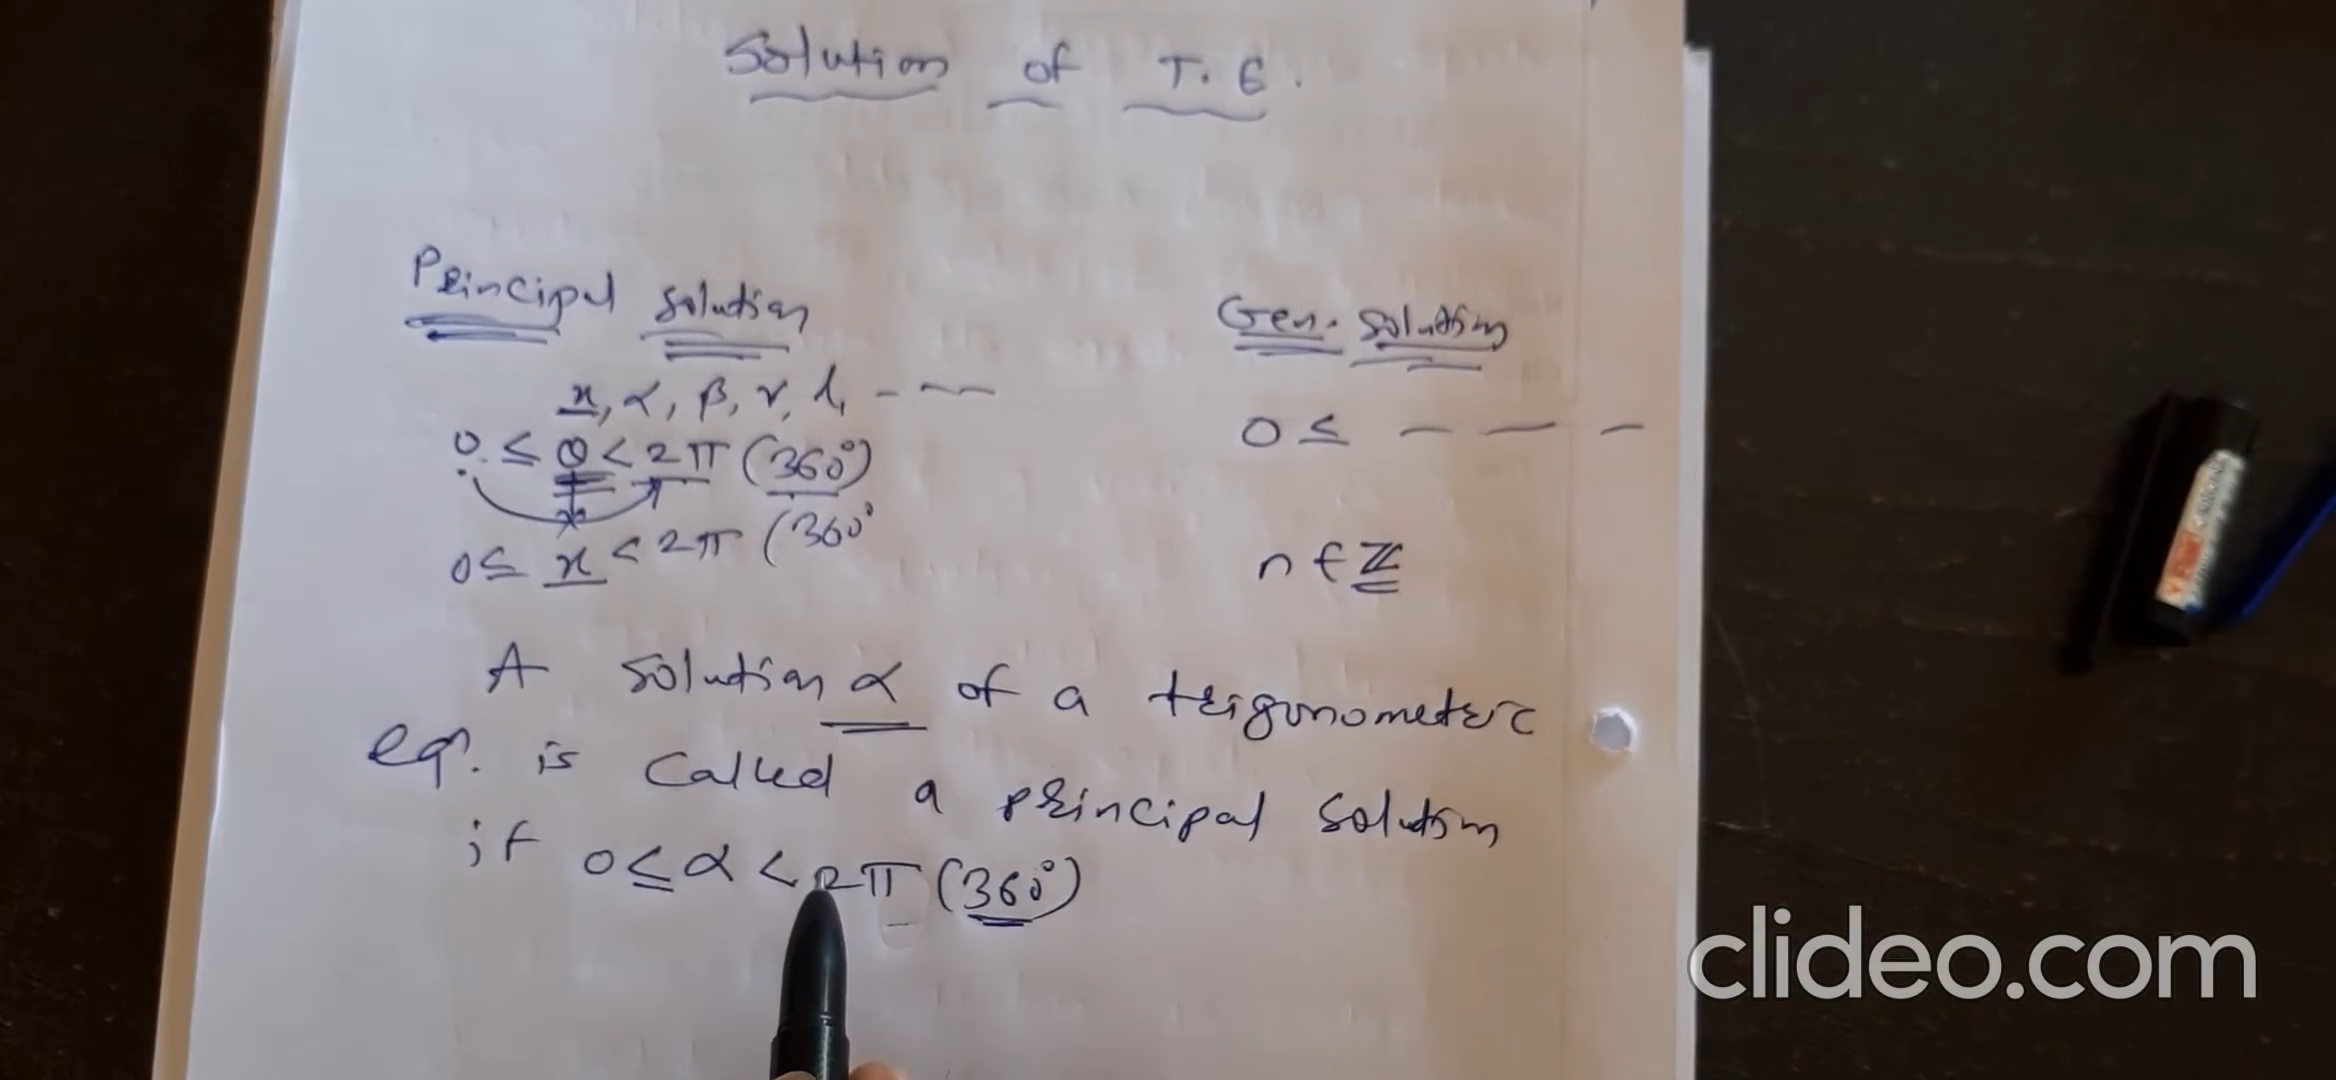 Solution of T. E.
Principal solution
x, α, β, γ, λ, - - -
0 ≤ θ < 2π (360°)
x
0 ≤ x < 2π (360°
Gen. solution
0 ≤ - - -
n ∈ ℤ
A solution α of a trigonometric
eq. is called a principal solution
if 0 ≤ α < 2π (360°)
clideo.com